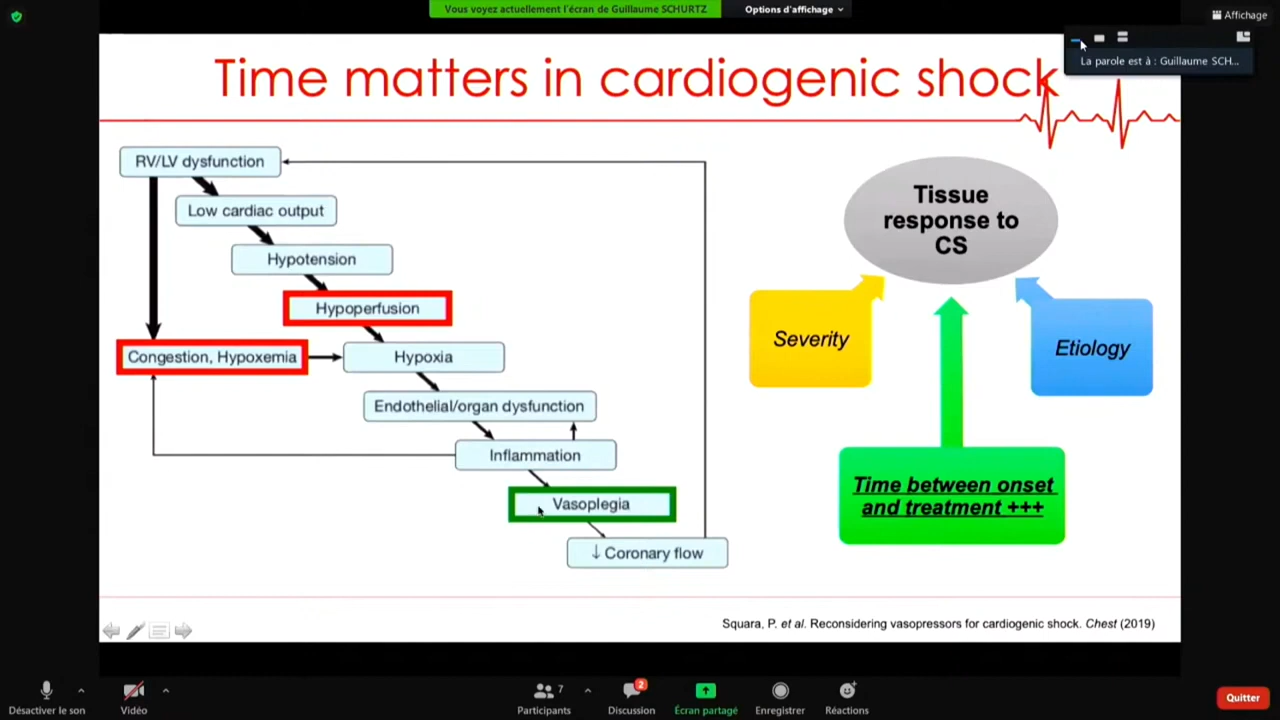 Vous voyez actuellement l'écran de Guillaume SCHURTZ
Options d'affichage
Affichage
La parole est à : Guillaume SCH...
Time matters in cardiogenic shock
RV/LV dysfunction
Low cardiac output
Hypotension
Hypoperfusion
Congestion, Hypoxemia
Hypoxia
Endothelial/organ dysfunction
Inflammation
Vasoplegia
↓ Coronary flow
Tissue
response to
CS
Severity
Etiology
Time between onset
and treatment +++
Squara, P. et al. Reconsidering vasopressors for cardiogenic shock. Chest (2019)
Désactiver le son
Vidéo
7
Participants
2
Discussion
Écran partagé
Enregistrer
Réactions
Quitter